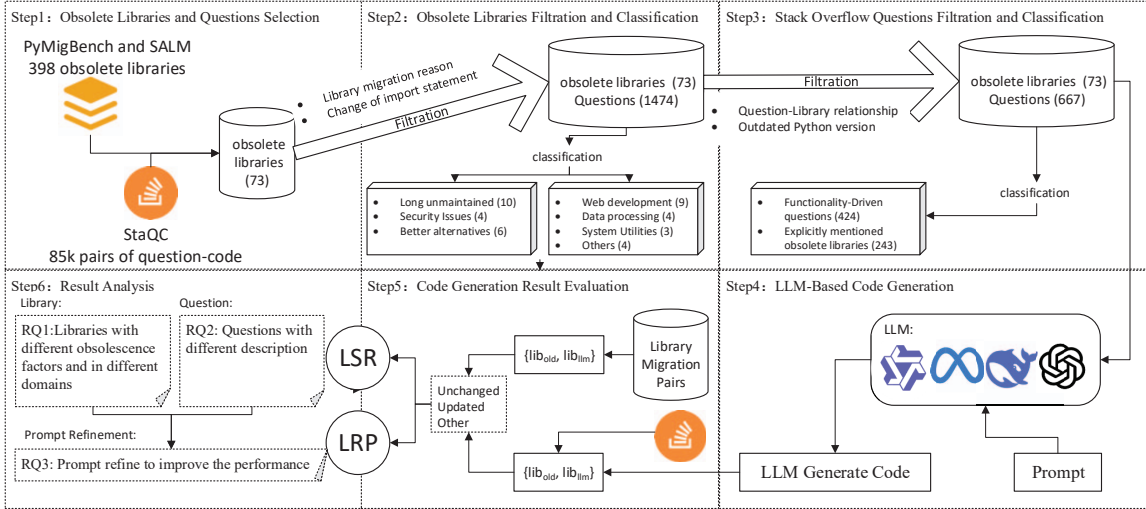 Step1: Obsolete Libraries and Questions Selection
PyMigBench and SALM
398 obsolete libraries
obsolete
libraries
(73)
StaQC
85k pairs of question-code
Step2: Obsolete Libraries Filtration and Classification
Library migration reason
Change of import statement
Filtration
obsolete libraries (73)
Questions (1474)
classification
Long unmaintained (10)
Security Issues (4)
Better alternatives (6)
Web development (9)
Data processing (4)
System Utilities (3)
Others (4)
Step3: Stack Overflow Questions Filtration and Classification
Filtration
Question-Library relationship
Outdated Python version
obsolete libraries (73)
Questions (667)
classification
Functionality-Driven
questions (424)
Explicitly mentioned
obsolete libraries (243)
Step6: Result Analysis
Library:
Question:
RQ1:Libraries with
different obsolescence
factors and in different
domains
RQ2: Questions with
different description
Prompt Refinement:
RQ3: Prompt refine to improve the performance
LSR
LRP
Step5: Code Generation Result Evaluation
{lib_old, lib_llm}
Library
Migration
Pairs
Unchanged
Updated
Other
{lib_old, lib_llm}
Step4: LLM-Based Code Generation
LLM:
LLM Generate Code
Prompt